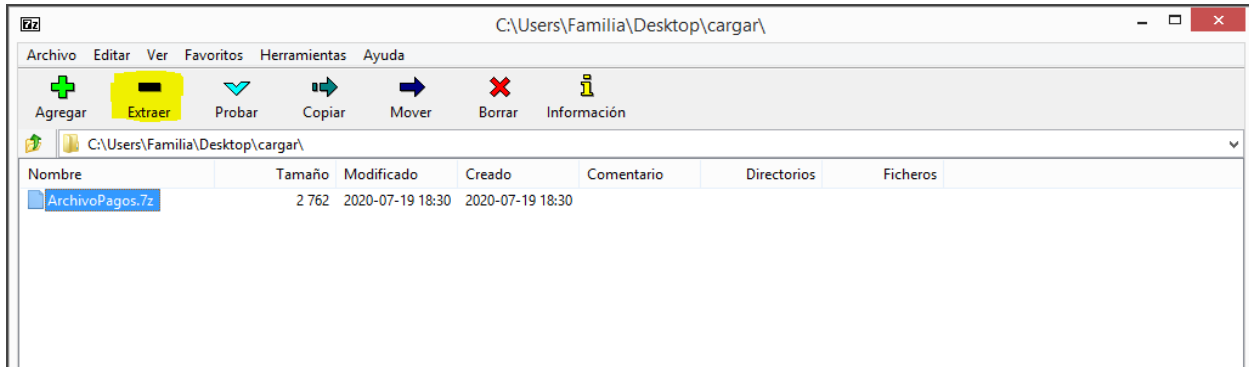 7z C:\Users\Familia\Desktop\cargar\
Archivo Editar Ver Favoritos Herramientas Ayuda
Agregar Extraer Probar Copiar Mover Borrar Información
C:\Users\Familia\Desktop\cargar\
Nombre Tamaño Modificado Creado Comentario Directorios Ficheros
ArchivoPagos.7z 2 762 2020-07-19 18:30 2020-07-19 18:30